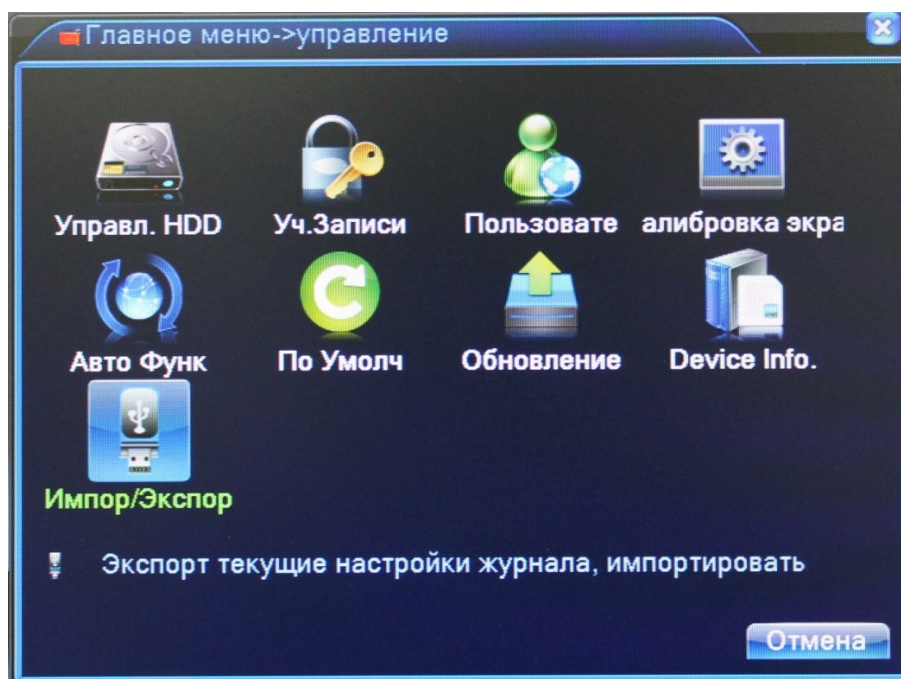 Главное меню->управление
Управл. HDD
Уч.Записи
Пользовате
алибровка экра
Авто Функ
По Умолч
Обновление
Device Info.
Импор/Экспор
Экспорт текущие настройки журнала, импортировать
Отмена